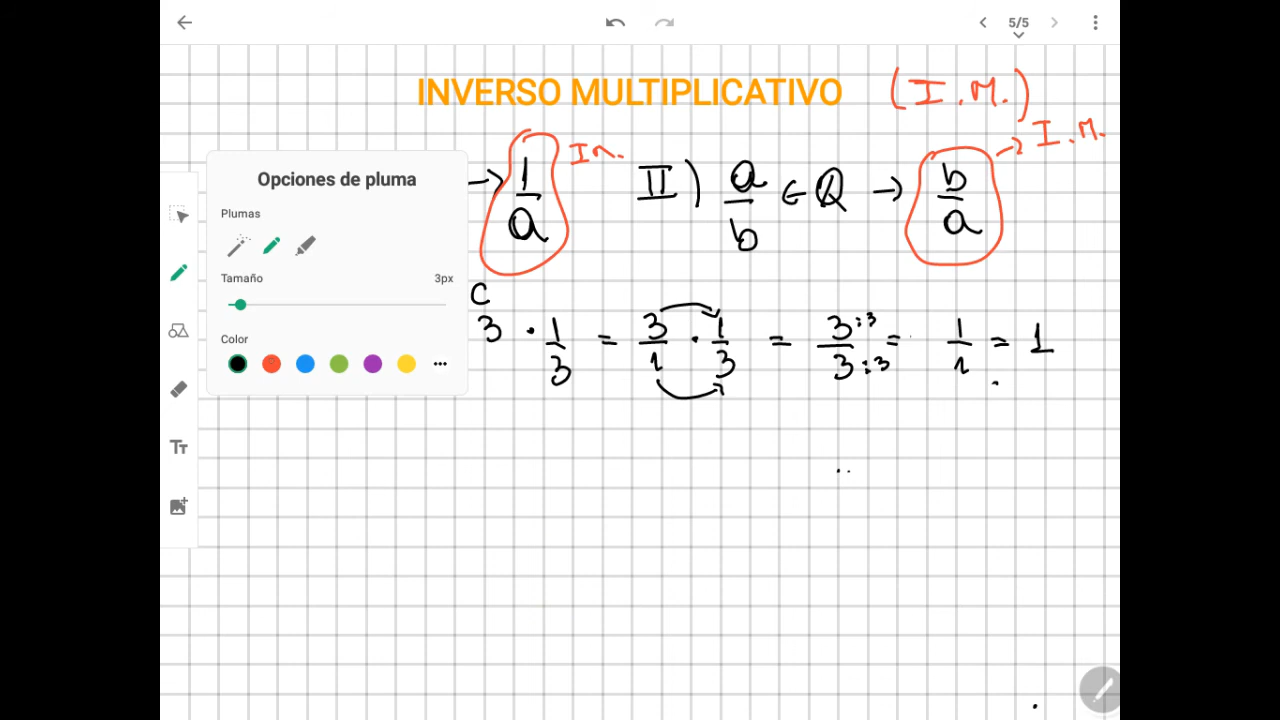 5/5
INVERSO MULTIPLICATIVO (I.M.)
→ 1/a I.M. II) a/b ∈ Q → b/a → I.M.
Opciones de pluma
Plumas
Tamaño 3px
Color
C
3 · 1/3 = 3/1 · 1/3 = 3:3/3:3 = 1/1 = 1
Tт